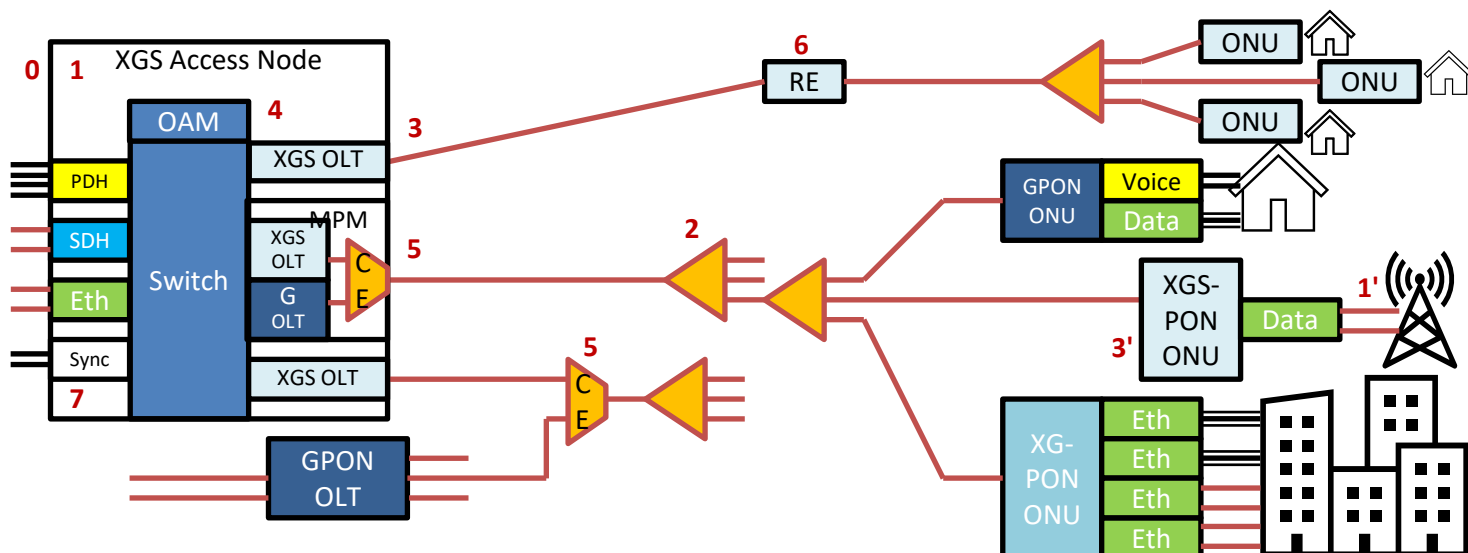 0
1
XGS Access Node
OAM
4
3
XGS OLT
PDH
MPM
SDH
XGS
OLT
C
E
5
Switch
Eth
G
OLT
Sync
XGS OLT
7
C
E
5
GPON
OLT
2
6
RE
ONU
ONU
ONU
GPON
ONU
Voice
Data
XGS-
PON
ONU
3'
Data
1'
XG-
PON
ONU
Eth
Eth
Eth
Eth